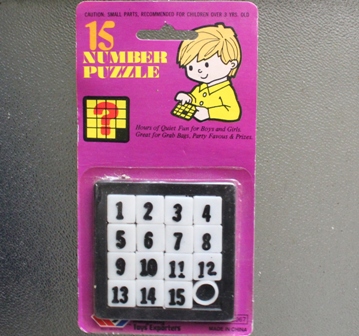 CAUTION: SMALL PARTS, RECOMMENDED FOR CHILDREN OVER 3 YRS. OLD
15
NUMBER
PUZZLE
?
Hours of Quiet Fun for Boys and Girls.
Great for Grab Bags, Party Favous & Prizes.
1 2 3 4
5 6 7 8
9 10 11 12
13 14 15
MADE IN CHINA